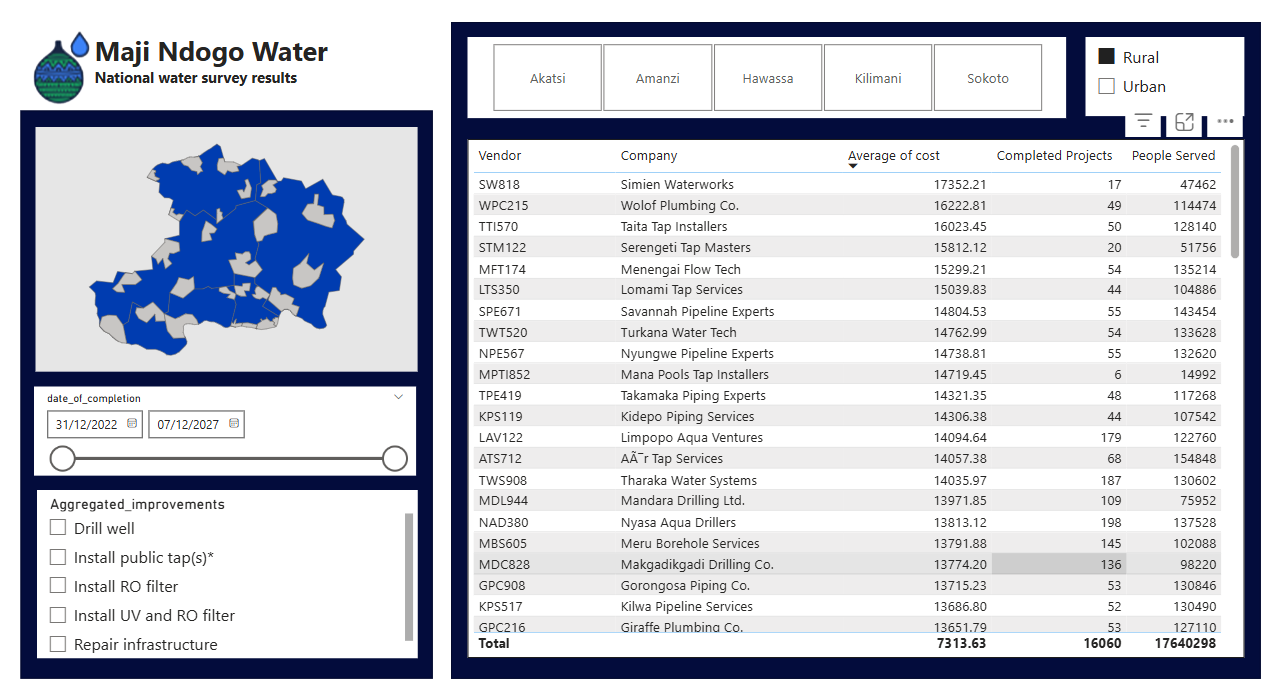 Maji Ndogo Water
National water survey results
date_of_completion
31/12/2022 07/12/2027
Aggregated_improvements
Drill well
Install public tap(s)*
Install RO filter
Install UV and RO filter
Repair infrastructure
Akatsi Amanzi Hawassa Kilimani Sokoto
Rural
Urban
Vendor Company Average of cost Completed Projects People Served
SW818 Simien Waterworks 17352.21 17 47462
WPC215 Wolof Plumbing Co. 16222.81 49 114474
TTI570 Taita Tap Installers 16023.45 50 128140
STM122 Serengeti Tap Masters 15812.12 20 51756
MFT174 Menengai Flow Tech 15299.21 54 135214
LTS350 Lomami Tap Services 15039.83 44 104886
SPE671 Savannah Pipeline Experts 14804.53 55 143454
TWT520 Turkana Water Tech 14762.99 54 133628
NPE567 Nyungwe Pipeline Experts 14738.81 55 132620
MPTI852 Mana Pools Tap Installers 14719.45 6 14992
TPE419 Takamaka Piping Experts 14321.35 48 117268
KPS119 Kidepo Piping Services 14306.38 44 107542
LAV122 Limpopo Aqua Ventures 14094.64 179 122760
ATS712 AÃ¯r Tap Services 14057.38 68 154848
TWS908 Tharaka Water Systems 14035.97 187 130602
MDL944 Mandara Drilling Ltd. 13971.85 109 75952
NAD380 Nyasa Aqua Drillers 13813.12 198 137528
MBS605 Meru Borehole Services 13791.88 145 102088
MDC828 Makgadikgadi Drilling Co. 13774.20 136 98220
GPC908 Gorongosa Piping Co. 13715.23 53 130846
KPS517 Kilwa Pipeline Services 13686.80 52 130490
GPC216 Giraffe Plumbing Co. 13651.79 53 127110
Total 7313.63 16060 17640298